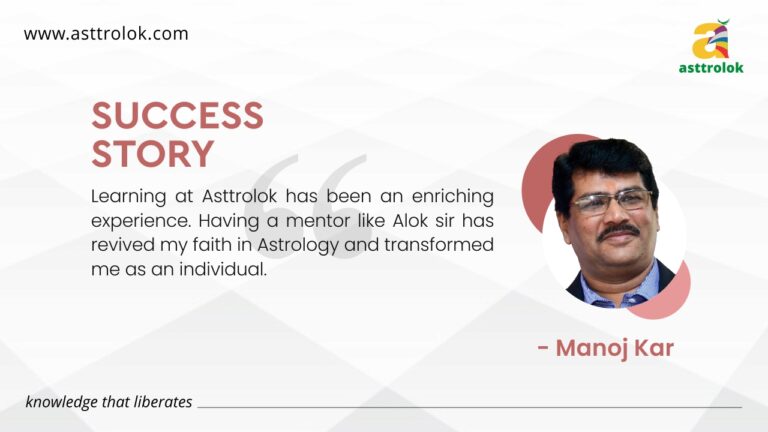 www.asttrolok.com
asttrolok
SUCCESS
STORY
Learning at Asttrolok has been an enriching
experience. Having a mentor like Alok sir has
revived my faith in Astrology and transformed
me as an individual.
- Manoj Kar
knowledge that liberates